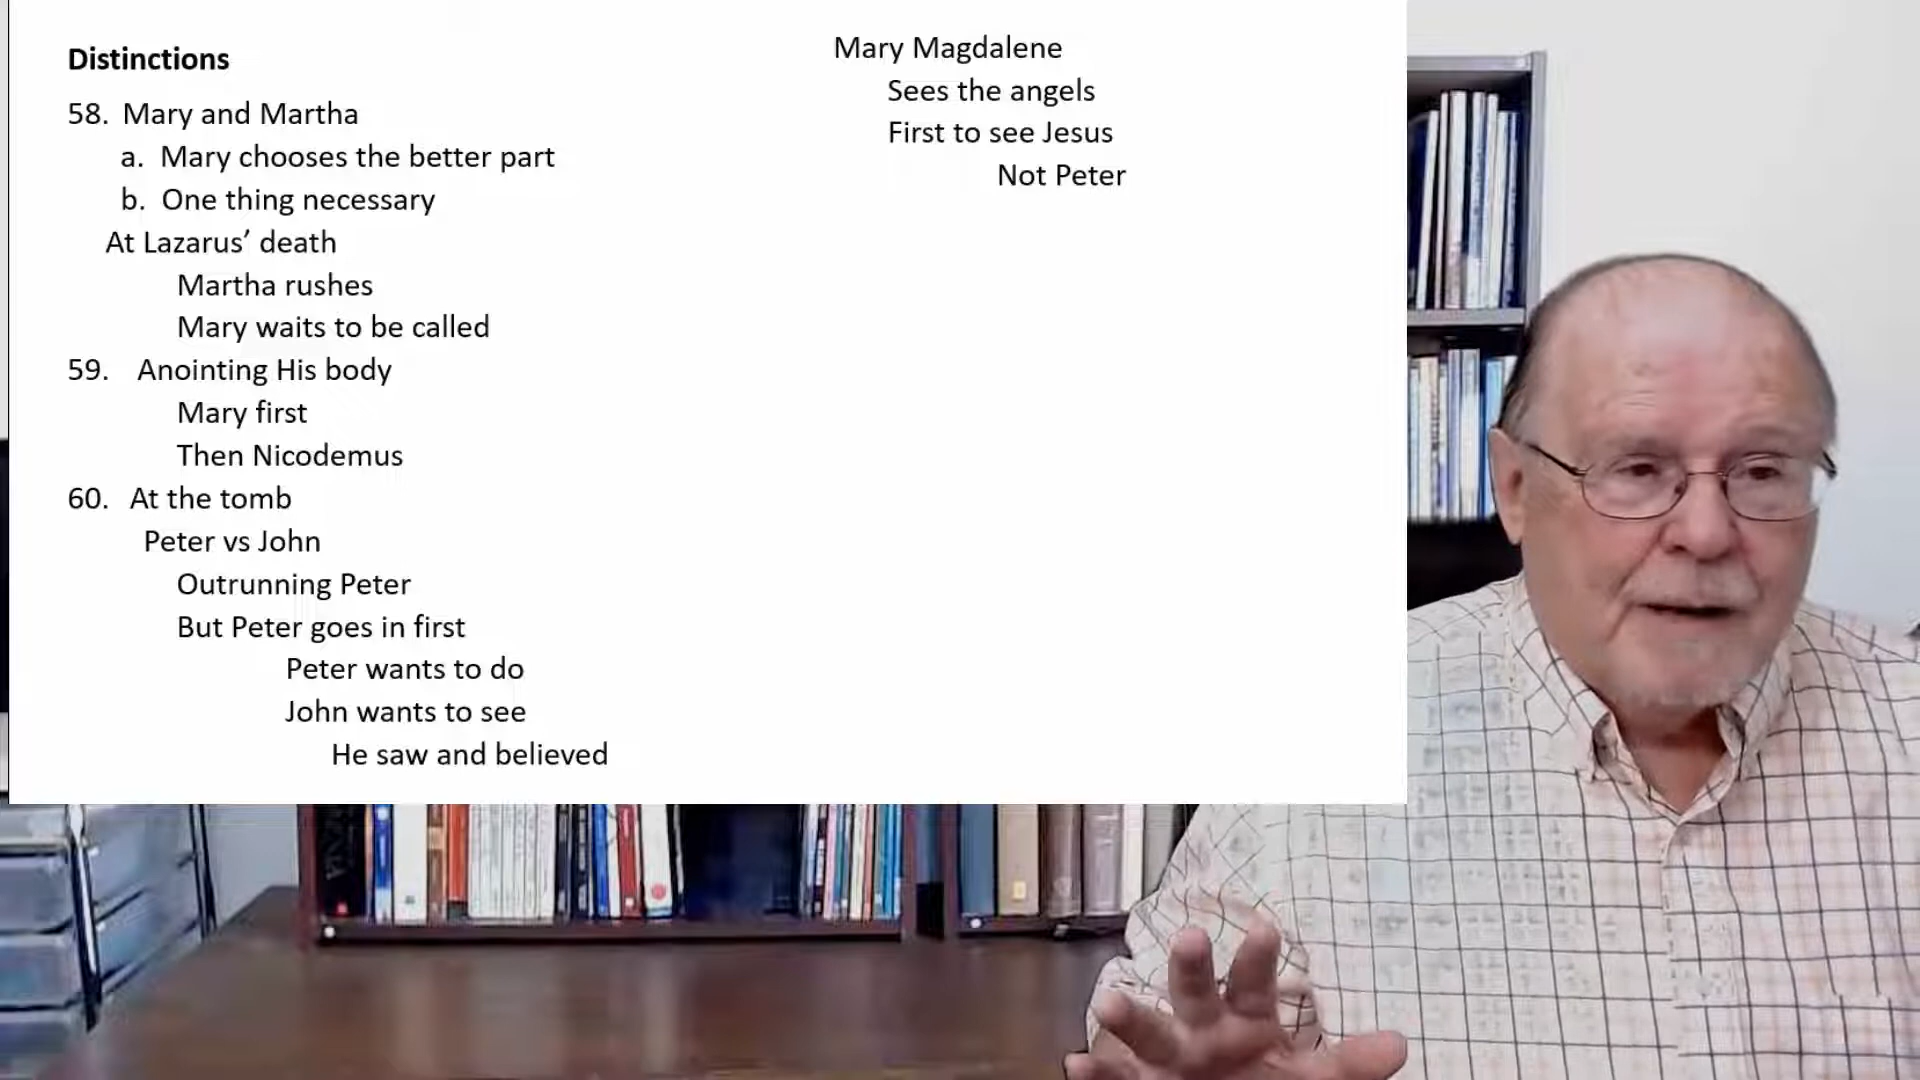 Distinctions
58. Mary and Martha
a. Mary chooses the better part
b. One thing necessary
At Lazarus’ death
Martha rushes
Mary waits to be called
59. Anointing His body
Mary first
Then Nicodemus
60. At the tomb
Peter vs John
Outrunning Peter
But Peter goes in first
Peter wants to do
John wants to see
He saw and believed
Mary Magdalene
Sees the angels
First to see Jesus
Not Peter